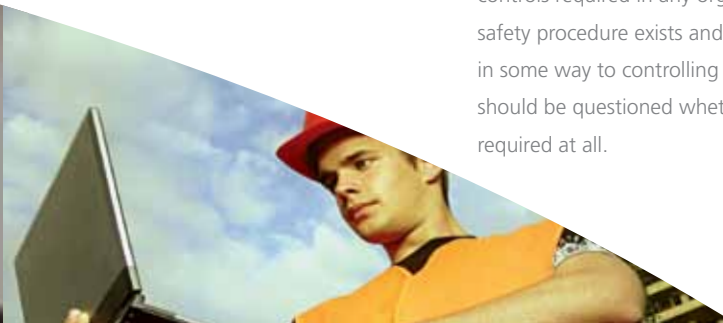 controls required in any
safety procedure exists and
in some way to controlling
should be questioned
required at all.